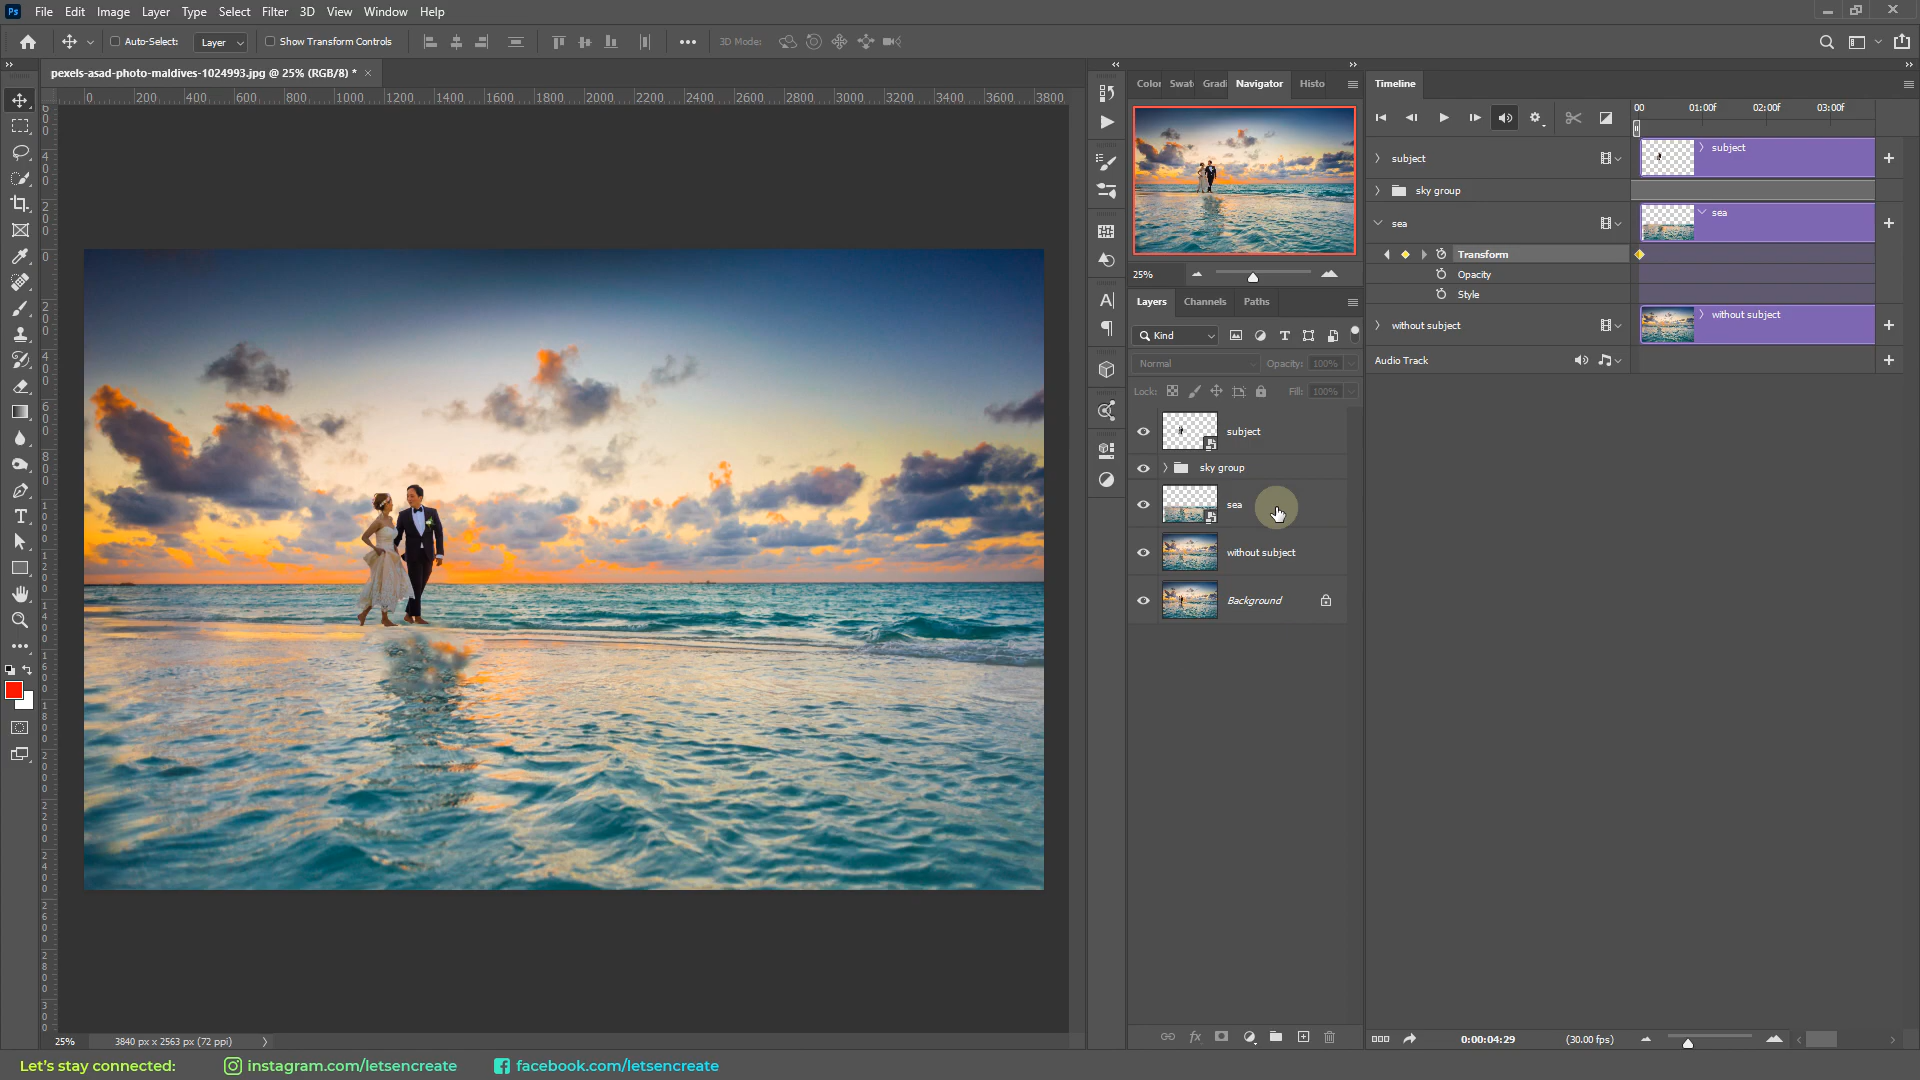 Ps File Edit Image Layer Type Select Filter 3D View Window Help
Auto-Select: Layer Show Transform Controls 3D Mode:
pexels-asad-photo-maldives-1024993.jpg @ 25% (RGB/8) *
0 200 400 600 800 1000 1200 1400 1600 1800 2000 2200 2400 2600 2800 3000 3200 3400 3600 3800
Color Swat Gradi Navigator Histo
25%
Layers Channels Paths
Kind
Normal Opacity: 100%
Lock: Fill: 100%
subject
sky group
sea
without subject
Background
Timeline
00 01:00f 02:00f 03:00f
subject subject
sky group
sea sea
Transform
Opacity
Style
without subject without subject
Audio Track
25% 3840 px x 2563 px (72 ppi)
0:00:04:29 (30.00 fps)
Let's stay connected: instagram.com/letsencreate facebook.com/letsencreate